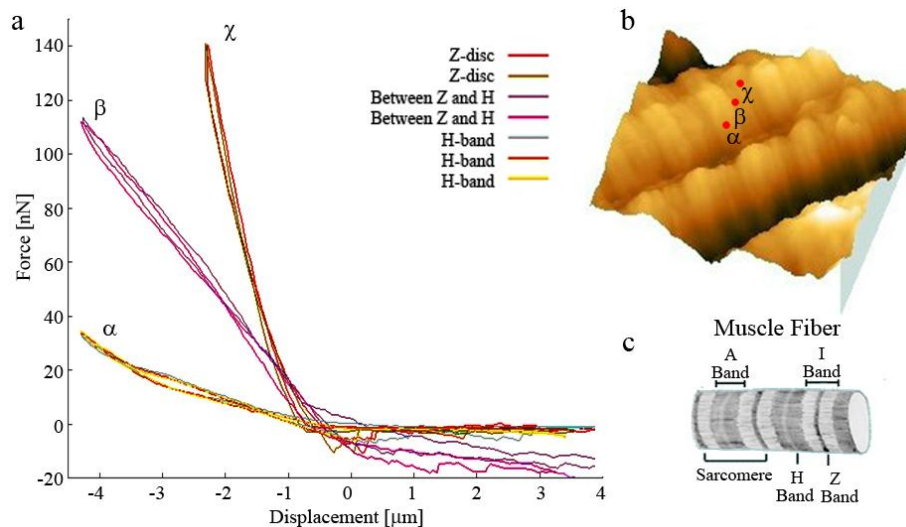 a
140
120
100
80
60
40
20
0
-20
Force [nN]
-4
-3
-2
-1
0
1
2
3
4
Displacement [μm]
α
β
χ
Z-disc
Z-disc
Between Z and H
Between Z and H
H-band
H-band
H-band
b
χ
β
α
Muscle Fiber
c
A
Band
I
Band
Sarcomere
H
Band
Z
Band